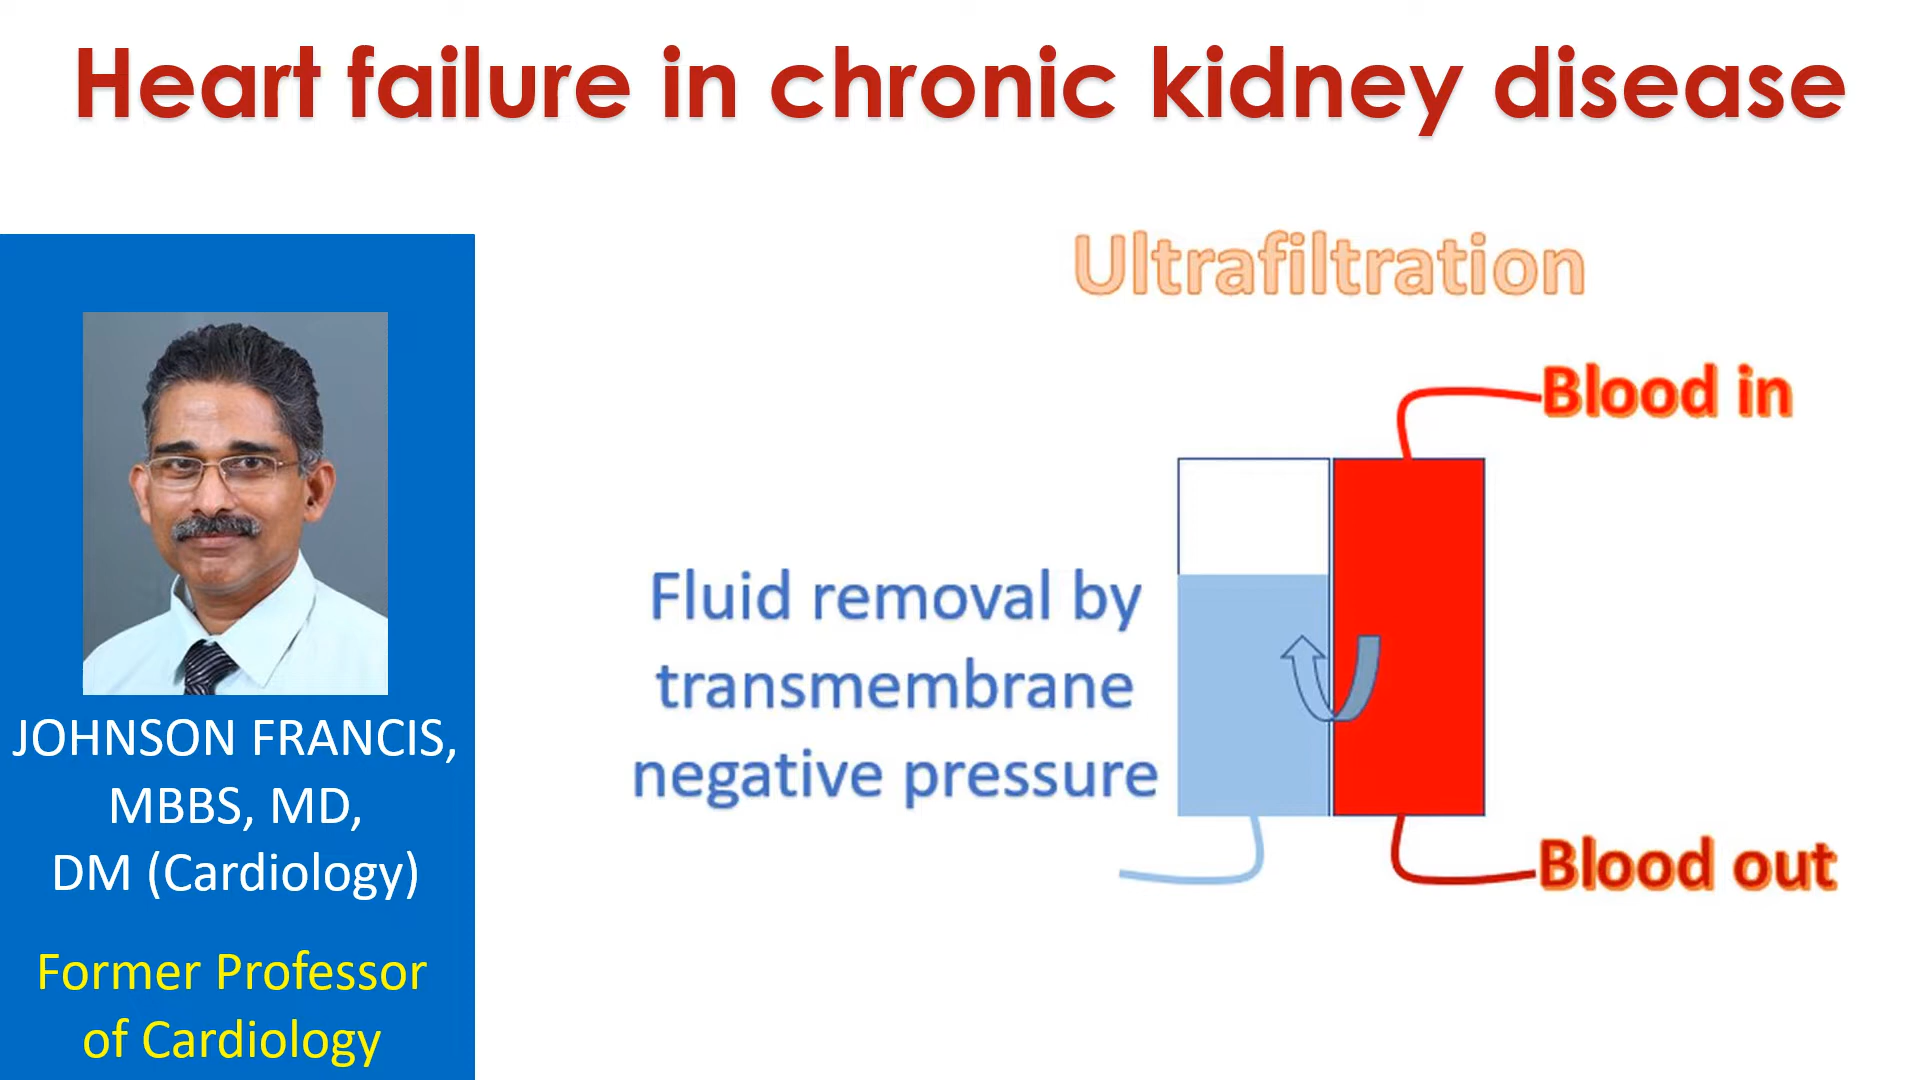 Heart failure in chronic kidney disease
JOHNSON FRANCIS,
MBBS, MD,
DM (Cardiology)
Former Professor
of Cardiology
Ultrafiltration
Blood in
Fluid removal by
transmembrane
negative pressure
Blood out